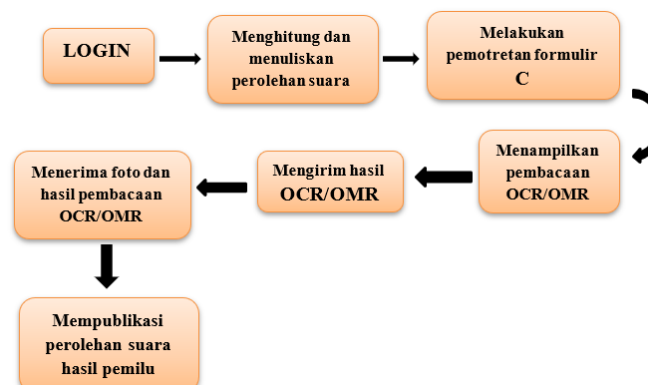 LOGIN
Menghitung dan
menuliskan
perolehan suara
Melakukan
pemotretan formulir
C
Menampilkan
pembacaan
OCR/OMR
Mengirim hasil
OCR/OMR
Menerima foto dan
hasil pembacaan
OCR/OMR
Mempublikasi
perolehan suara
hasil pemilu